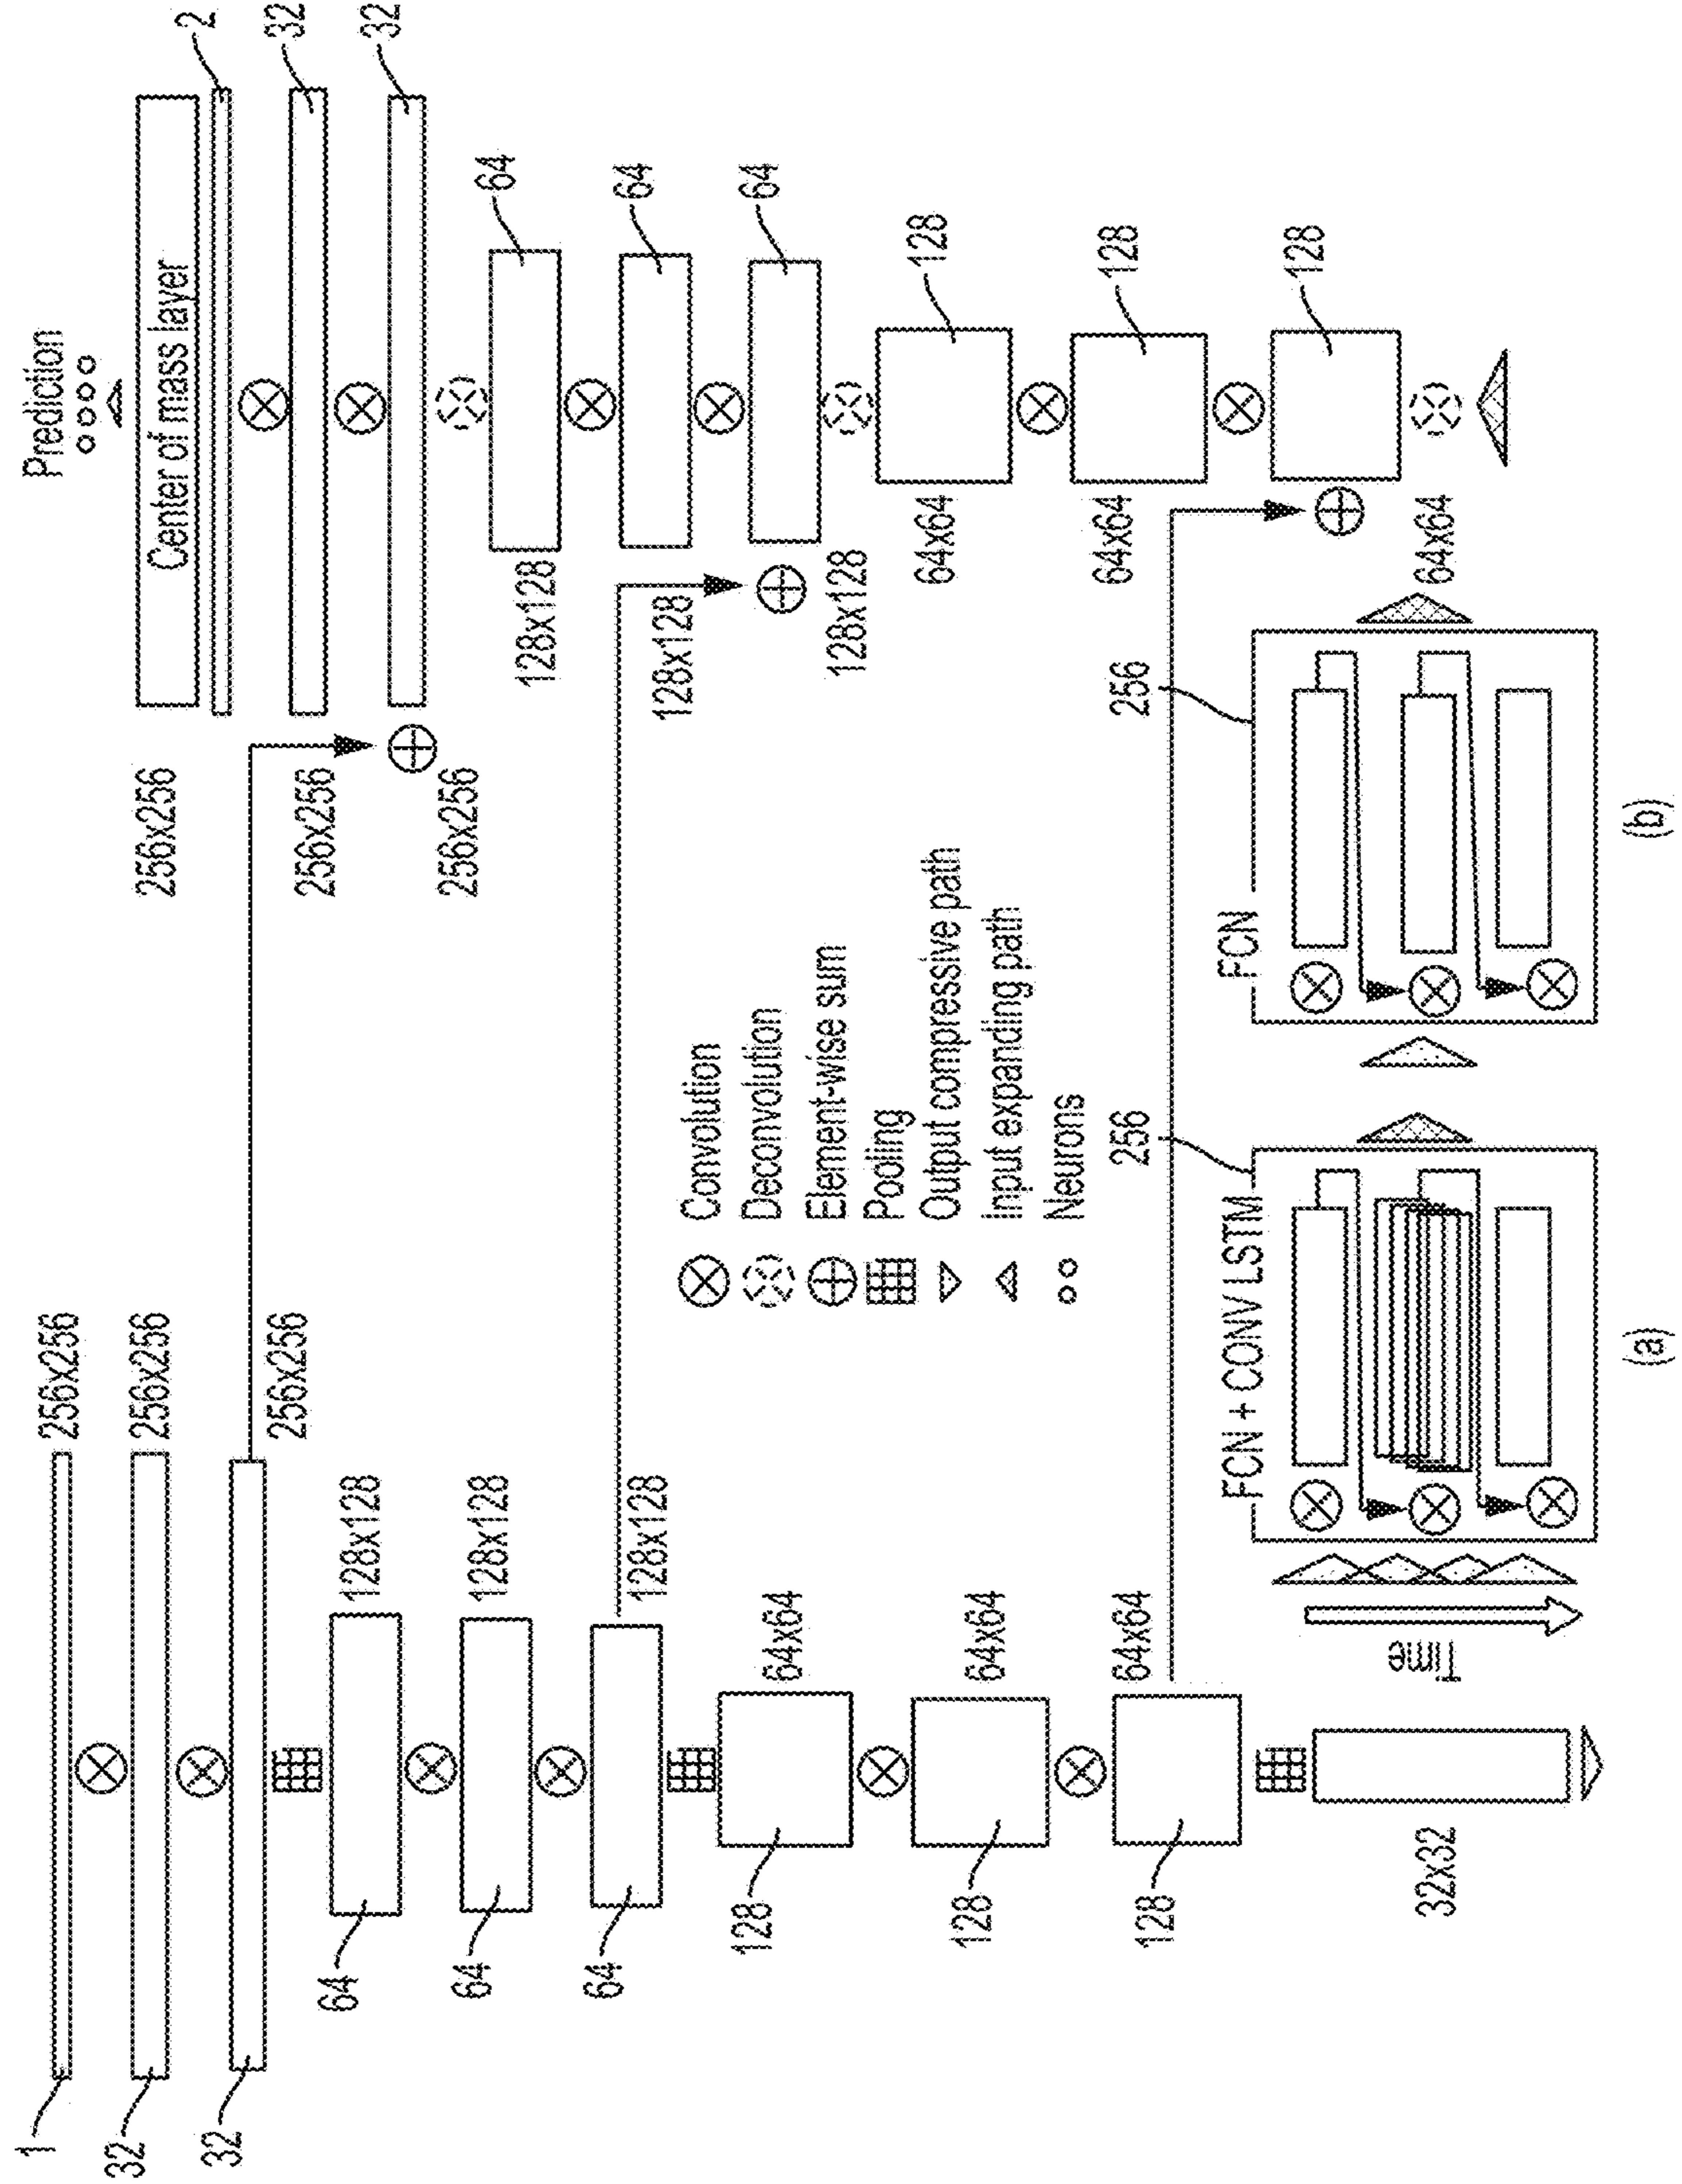 1
256x256
32
256x256
32
256x256
64
128x128
64
128x128
64
128x128
128
64x64
128
64x64
128
64x64
32x32
Time
FCN + CONV LSTM
256
(a)
FCN
256
(b)
Convolution
Deconvolution
Element-wise sum
Pooling
Output compressive path
Input expanding path
Neurons
Prediction
Center of mass layer
256x256
2
256x256
32
256x256
32
128x128
64
128x128
64
128x128
64
64x64
128
64x64
128
64x64
128